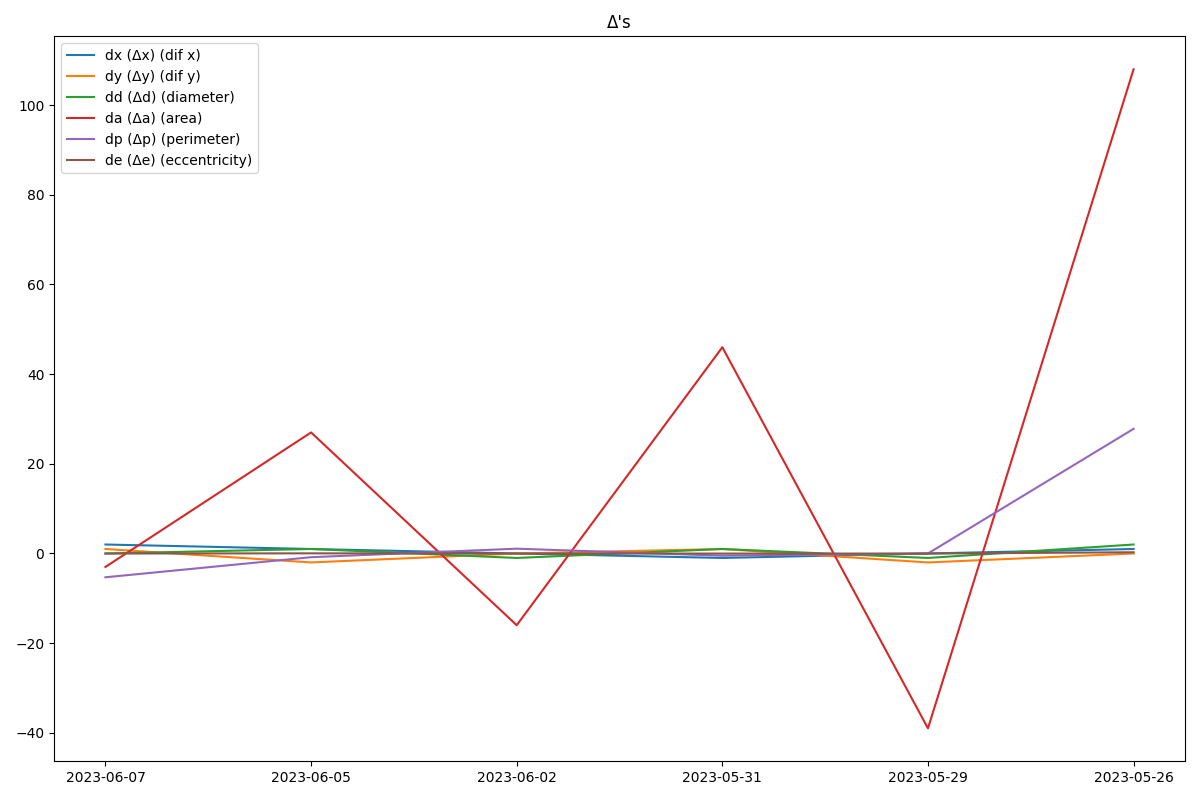 Δ's
dx (Δx) (dif x)
dy (Δy) (dif y)
dd (Δd) (diameter)
da (Δa) (area)
dp (Δp) (perimeter)
de (Δe) (eccentricity)
100
80
60
40
20
0
−20
−40
2023-06-07 2023-06-05 2023-06-02 2023-05-31 2023-05-29 2023-05-26